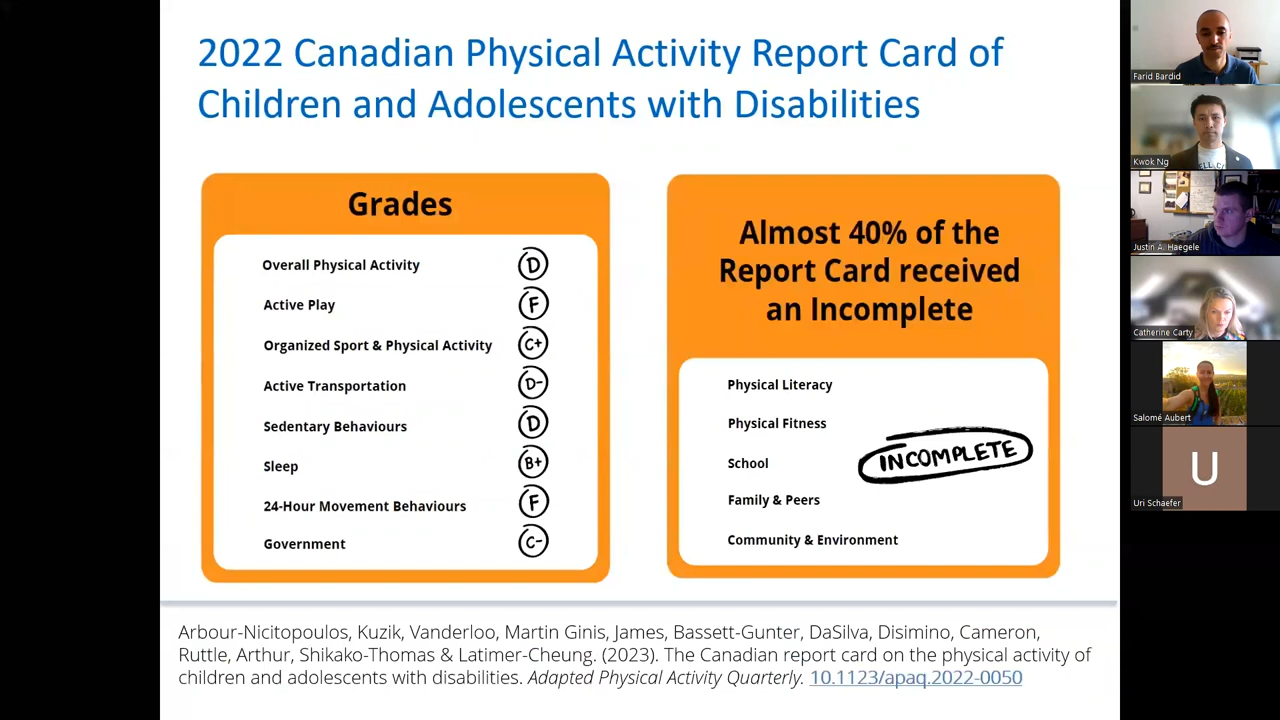 2022 Canadian Physical Activity Report Card of
Children and Adolescents with Disabilities
Grades
Overall Physical Activity D
Active Play F
Organized Sport & Physical Activity C+
Active Transportation D-
Sedentary Behaviours D
Sleep B+
24-Hour Movement Behaviours F
Government C-
Almost 40% of the
Report Card received
an Incomplete
Physical Literacy
Physical Fitness
School
INCOMPLETE
Family & Peers
Community & Environment
Arbour-Nicitopoulos, Kuzik, Vanderloo, Martin Ginis, James, Bassett-Gunter, DaSilva, Disimino, Cameron,
Ruttle, Arthur, Shikako-Thomas & Latimer-Cheung. (2023). The Canadian report card on the physical activity of
children and adolescents with disabilities. Adapted Physical Activity Quarterly. 10.1123/apaq.2022-0050
Farid Bardid
Kwok Ng
Justin A. Haegele
Catherine Carty
Salomé Aubert
U
Uri Schaefer